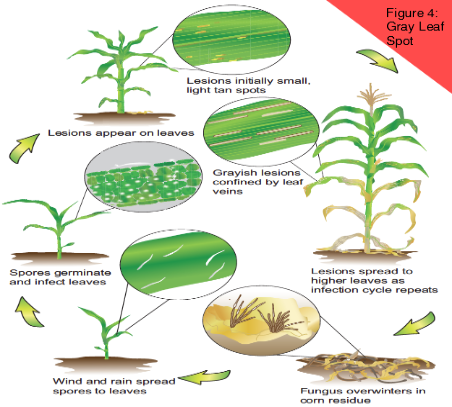 Figure 4:
Gray Leaf
Spot
Lesions initially small,
light tan spots
Lesions appear on leaves
Grayish lesions
confined by leaf
veins
Spores germinate
and infect leaves
Lesions spread to
higher leaves as
infection cycle repeats
Wind and rain spread
spores to leaves
Fungus overwinters in
corn residue